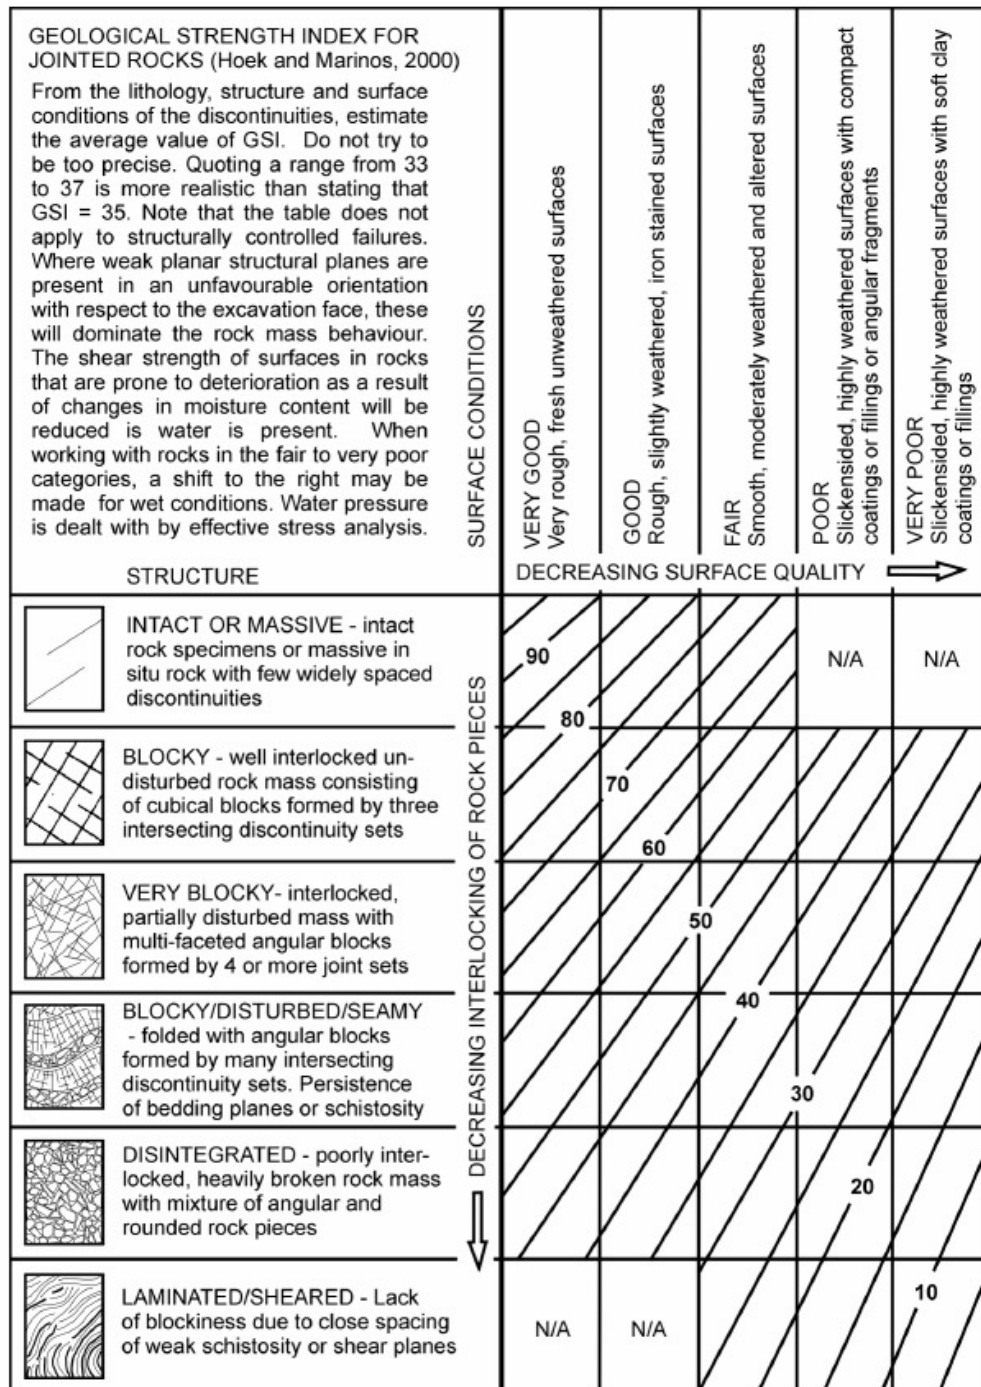 GEOLOGICAL STRENGTH INDEX FOR
JOINTED ROCKS (Hoek and Marinos, 2000)
From the lithology, structure and surface
conditions of the discontinuities, estimate
the average value of GSI. Do not try to
be too precise. Quoting a range from 33
to 37 is more realistic than stating that
GSI = 35. Note that the table does not
apply to structurally controlled failures.
Where weak planar structural planes are
present in an unfavourable orientation
with respect to the excavation face, these
will dominate the rock mass behaviour.
The shear strength of surfaces in rocks
that are prone to deterioration as a result
of changes in moisture content will be
reduced is water is present. When
working with rocks in the fair to very poor
categories, a shift to the right may be
made for wet conditions. Water pressure
is dealt with by effective stress analysis.
STRUCTURE
SURFACE CONDITIONS
VERY GOOD
Very rough, fresh unweathered surfaces
GOOD
Rough, slightly weathered, iron stained surfaces
FAIR
Smooth, moderately weathered and altered surfaces
POOR
Slickensided, highly weathered surfaces with compact
coatings or fillings or angular fragments
VERY POOR
Slickensided, highly weathered surfaces with soft clay
coatings or fillings
DECREASING SURFACE QUALITY
DECREASING INTERLOCKING OF ROCK PIECES
INTACT OR MASSIVE - intact
rock specimens or massive in
situ rock with few widely spaced
discontinuities
90
80
N/A
N/A
BLOCKY - well interlocked un-
disturbed rock mass consisting
of cubical blocks formed by three
intersecting discontinuity sets
70
60
VERY BLOCKY- interlocked,
partially disturbed mass with
multi-faceted angular blocks
formed by 4 or more joint sets
50
BLOCKY/DISTURBED/SEAMY
- folded with angular blocks
formed by many intersecting
discontinuity sets. Persistence
of bedding planes or schistosity
40
30
DISINTEGRATED - poorly inter-
locked, heavily broken rock mass
with mixture of angular and
rounded rock pieces
20
LAMINATED/SHEARED - Lack
of blockiness due to close spacing
of weak schistosity or shear planes
N/A
N/A
10